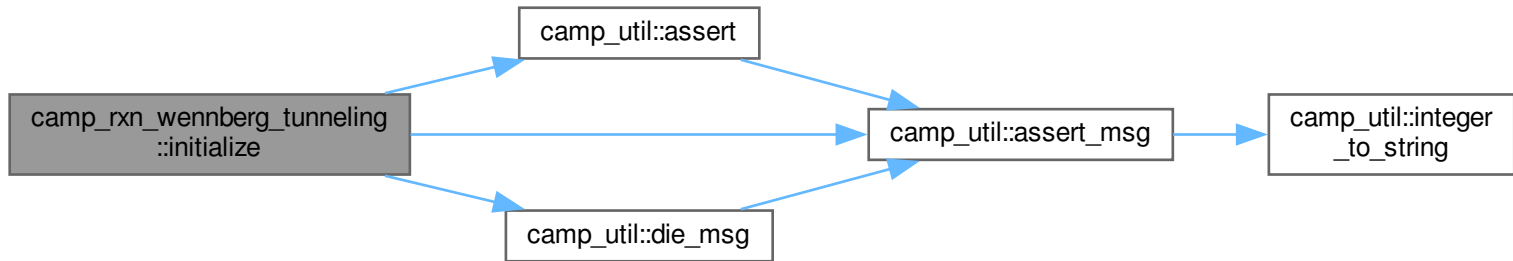 camp_util::assert
camp_rxn_wennberg_tunneling
::initialize
camp_util::assert_msg
camp_util::integer
_to_string
camp_util::die_msg